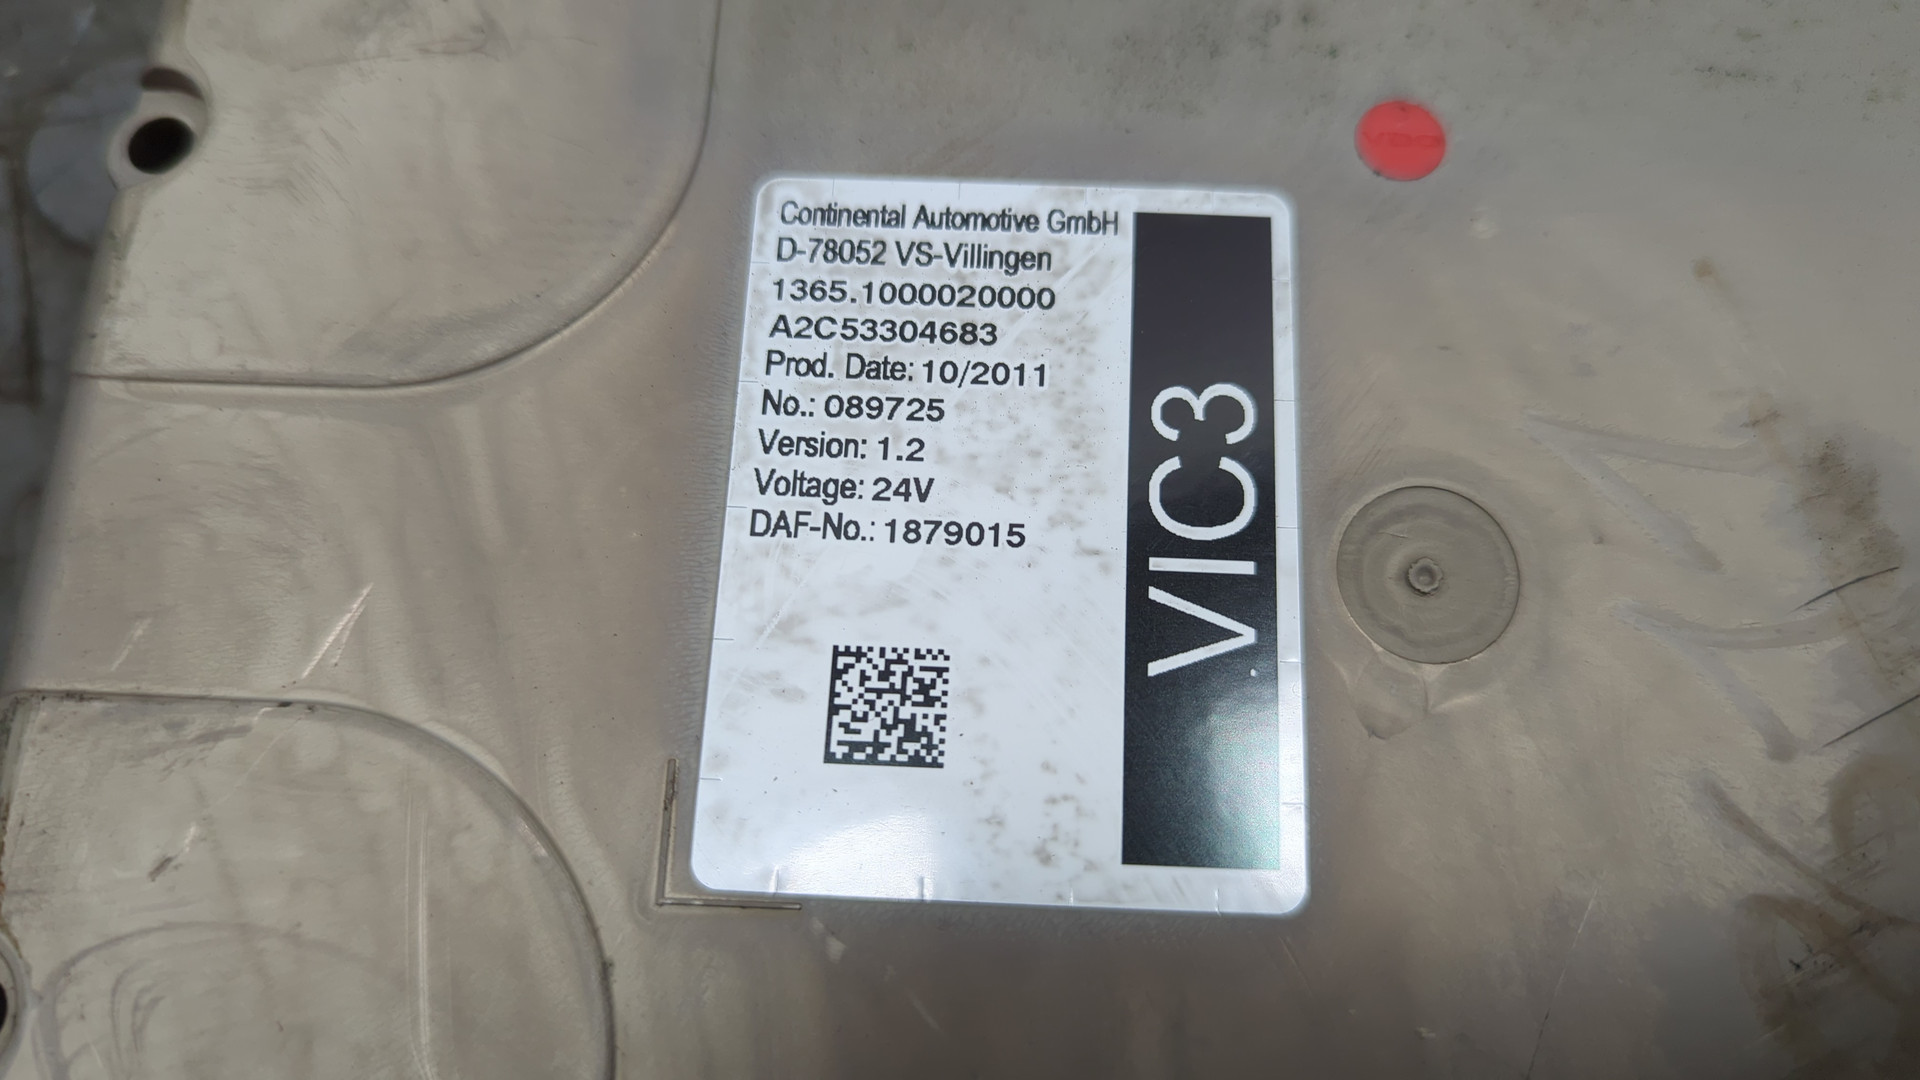 Continental Automotive GmbH
D-78052 VS-Villingen
1365.1000020000
A2C53304683
Prod. Date: 10/2011
No.: 089725
Version: 1.2
Voltage: 24V
DAF-No.: 1879015
VIC3